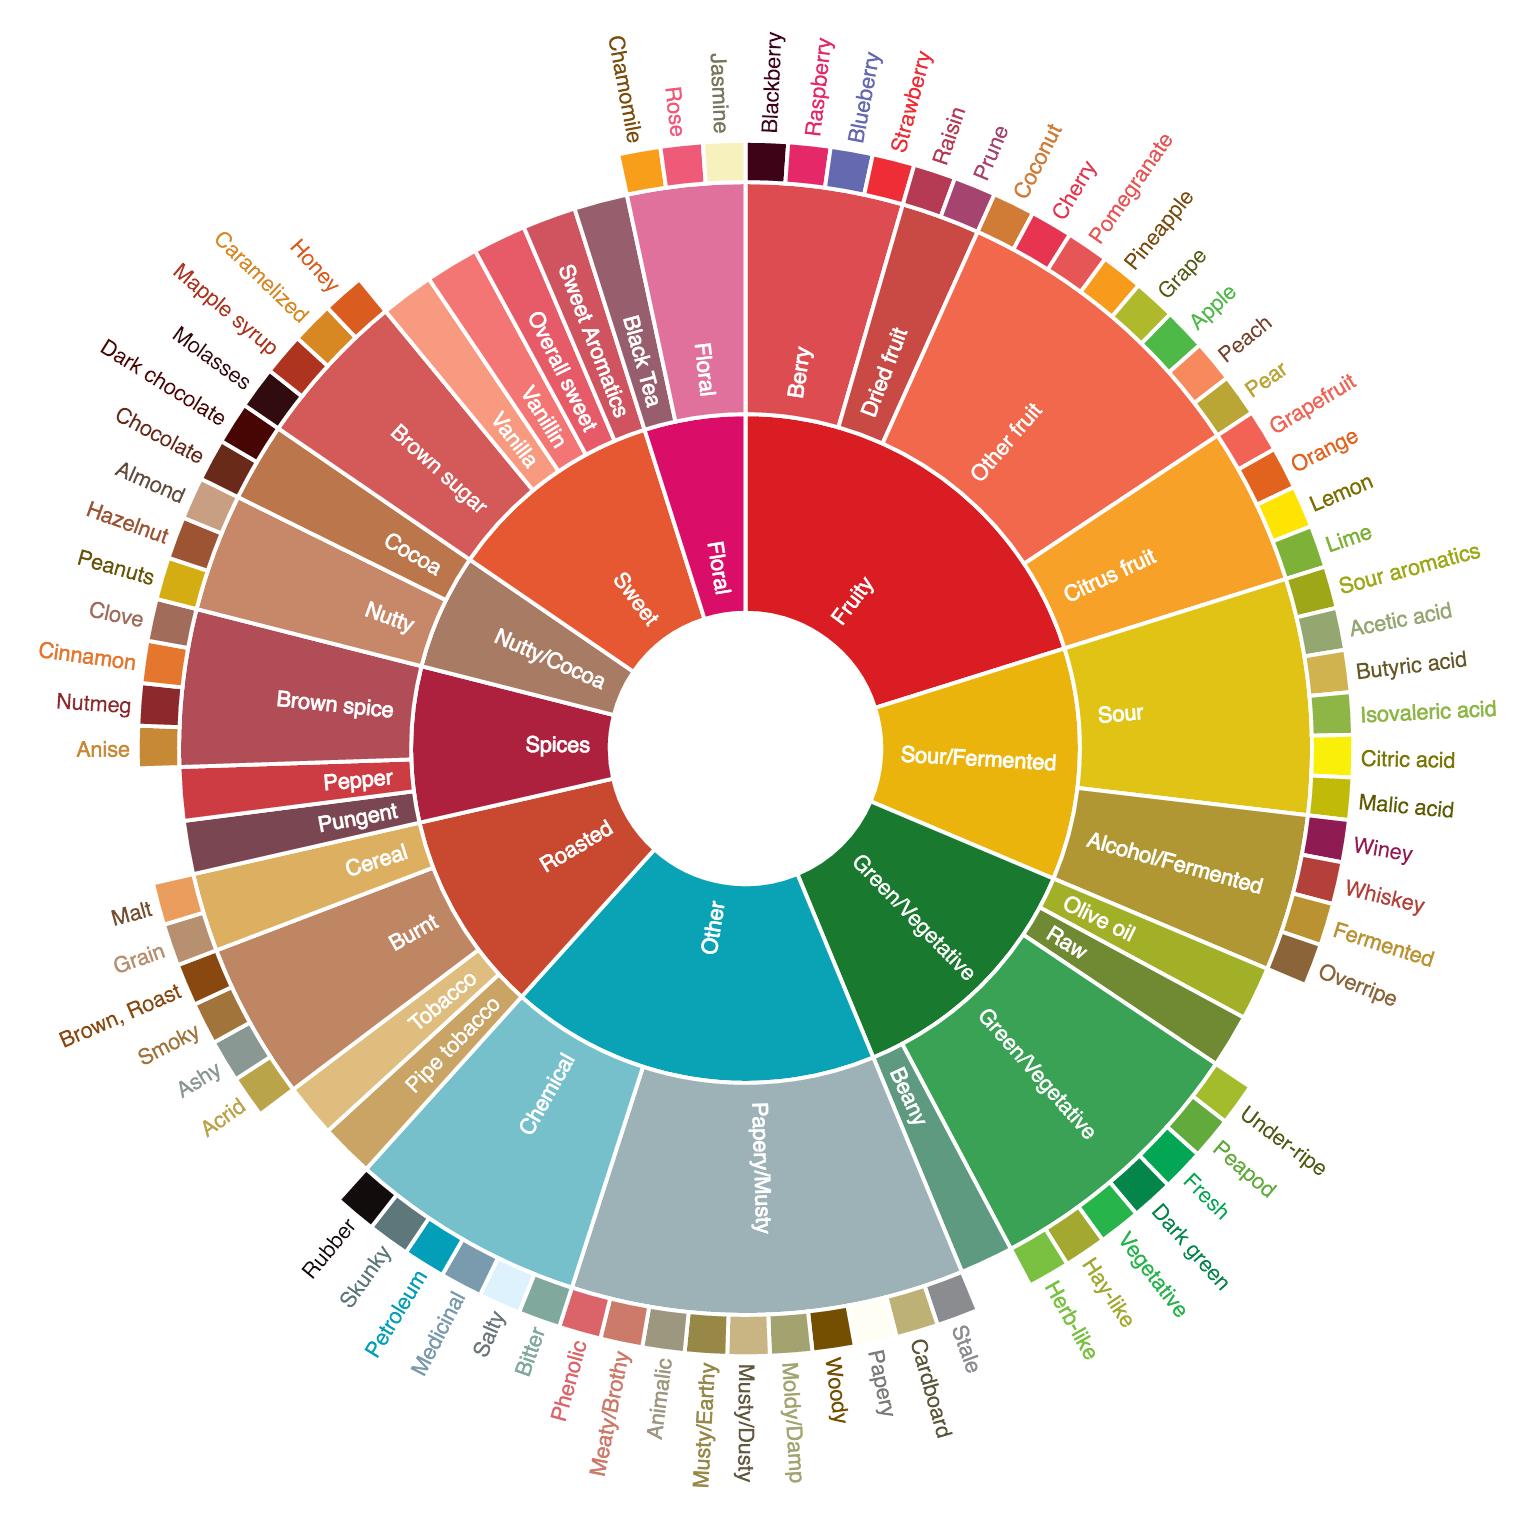 Blackberry
Raspberry
Blueberry
Strawberry
Raisin
Prune
Coconut
Cherry
Pomegranate
Pineapple
Grape
Apple
Peach
Pear
Grapefruit
Orange
Lemon
Lime
Sour aromatics
Acetic acid
Butyric acid
Isovaleric acid
Citric acid
Malic acid
Winey
Whiskey
Fermented
Overripe
Under-ripe
Peapod
Fresh
Dark green
Vegetative
Hay-like
Herb-like
Stale
Cardboard
Papery
Woody
Moldy/Damp
Musty/Dusty
Musty/Earthy
Animalic
Meaty/Brothy
Phenolic
Bitter
Salty
Medicinal
Petroleum
Skunky
Rubber
Acrid
Ashy
Smoky
Brown, Roast
Grain
Malt
Anise
Nutmeg
Cinnamon
Clove
Peanuts
Hazelnut
Almond
Chocolate
Dark chocolate
Molasses
Mapple syrup
Caramelized
Honey
Chamomile
Rose
Jasmine
Berry
Dried fruit
Other fruit
Citrus fruit
Sour
Alcohol/Fermented
Olive oil
Raw
Green/Vegetative
Beany
Papery/Musty
Chemical
Pipe tobacco
Tobacco
Burnt
Cereal
Pungent
Pepper
Brown spice
Nutty
Cocoa
Brown sugar
Vanilla
Vanillin
Overall sweet
Sweet Aromatics
Black Tea
Floral
Fruity
Sour/Fermented
Green/Vegetative
Other
Roasted
Spices
Nutty/Cocoa
Sweet
Floral